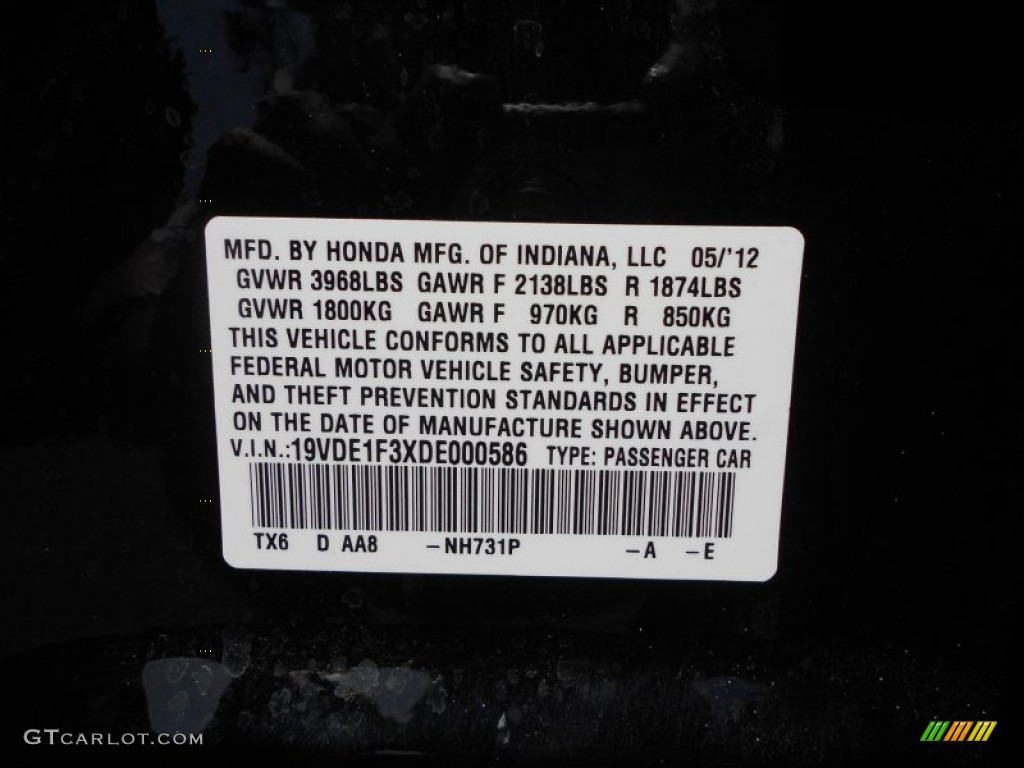 MFD. BY HONDA MFG. OF INDIANA, LLC 05/'12
GVWR 3968LBS GAWR F 2138LBS R 1874LBS
GVWR 1800KG GAWR F 970KG R 850KG
THIS VEHICLE CONFORMS TO ALL APPLICABLE
FEDERAL MOTOR VEHICLE SAFETY, BUMPER,
AND THEFT PREVENTION STANDARDS IN EFFECT
ON THE DATE OF MANUFACTURE SHOWN ABOVE.
V.I.N.:19VDE1F3XDE000586 TYPE: PASSENGER CAR
TX6 D AA8 –NH731P –A –E
GTCARLOT.COM